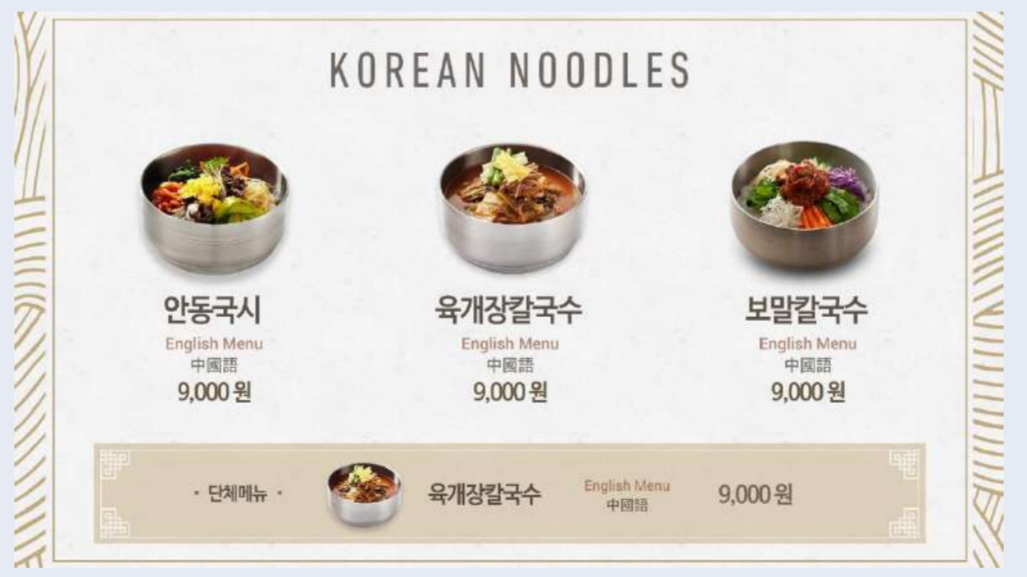 KOREAN NOODLES
안동국시
English Menu
中國語
9,000 원
육개장칼국수
English Menu
中國語
9,000 원
보말칼국수
English Menu
中國語
9,000 원
• 단체메뉴 •
육개장칼국수
English Menu
中國語
9,000 원